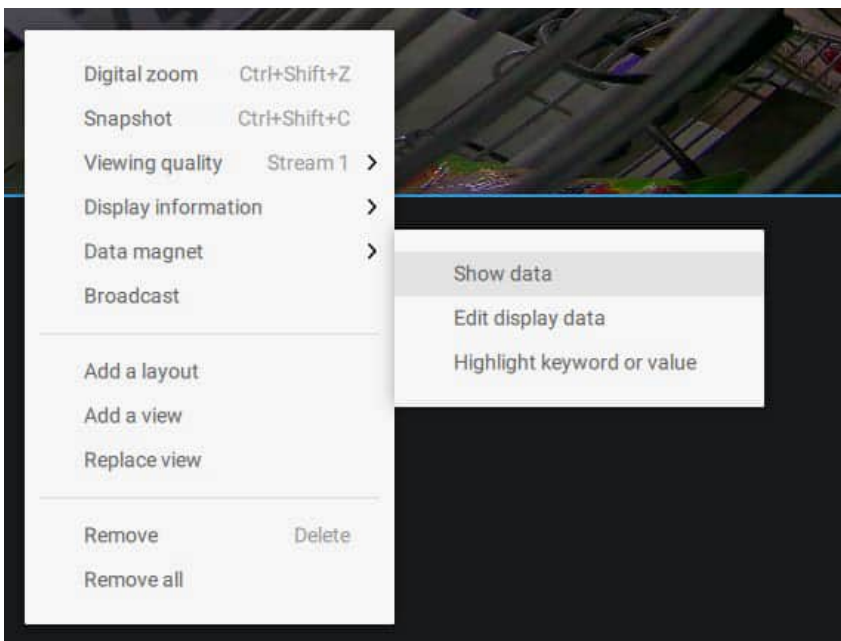 Digital zoom Ctrl+Shift+Z
Snapshot Ctrl+Shift+C
Viewing quality Stream 1
Display information
Data magnet
Broadcast
Add a layout
Add a view
Replace view
Remove Delete
Remove all
Show data
Edit display data
Highlight keyword or value